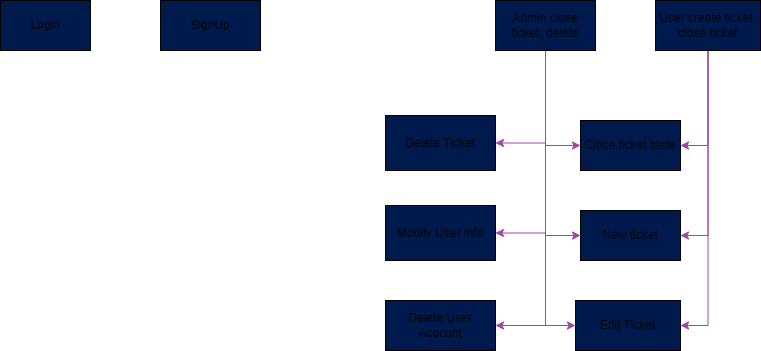 Login
SignUp
Admin close
ticket, delete
User create ticket,
close ticket
Delete Ticket
Close ticket state
Modify User info
New ticket
Delete User
Acocunt
Edit Ticket